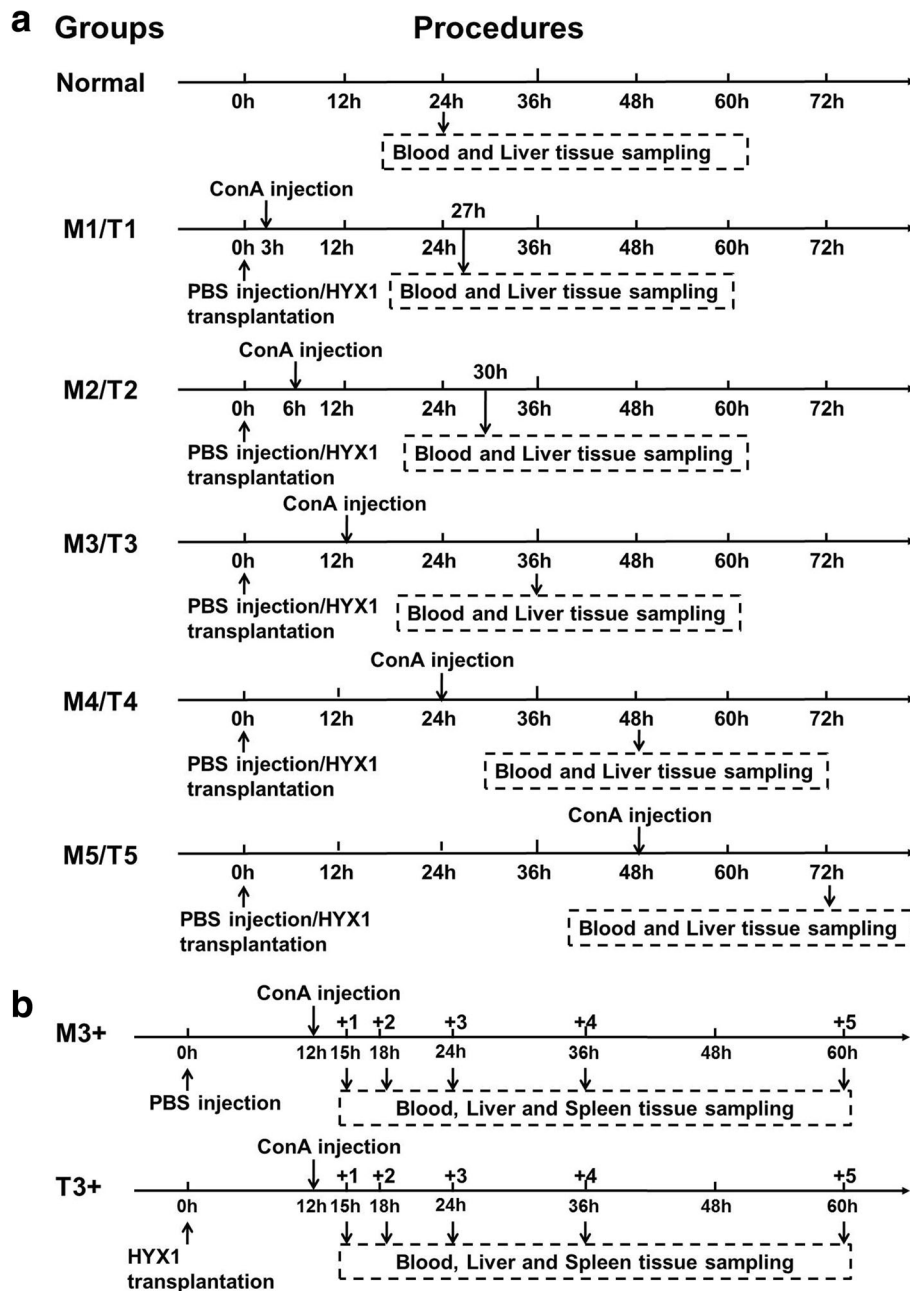 a Groups Procedures
Normal
0h 12h 24h 36h 48h 60h 72h
Blood and Liver tissue sampling
ConA injection
M1/T1
27h
0h 3h 12h 24h 36h 48h 60h 72h
PBS injection/HYX1
transplantation
Blood and Liver tissue sampling
ConA injection
M2/T2
30h
0h 6h 12h 24h 36h 48h 60h 72h
PBS injection/HYX1
transplantation
Blood and Liver tissue sampling
ConA injection
M3/T3
0h 12h 24h 36h 48h 60h 72h
PBS injection/HYX1
transplantation
Blood and Liver tissue sampling
ConA injection
M4/T4
0h 12h 24h 36h 48h 60h 72h
PBS injection/HYX1
transplantation
Blood and Liver tissue sampling
ConA injection
M5/T5
0h 12h 24h 36h 48h 60h 72h
PBS injection/HYX1
transplantation
Blood and Liver tissue sampling
b
ConA injection
M3+
+1 +2 +3 +4 +5
0h 12h 15h 18h 24h 36h 48h 60h
PBS injection
Blood, Liver and Spleen tissue sampling
ConA injection
T3+
+1 +2 +3 +4 +5
0h 12h 15h 18h 24h 36h 48h 60h
HYX1
transplantation
Blood, Liver and Spleen tissue sampling